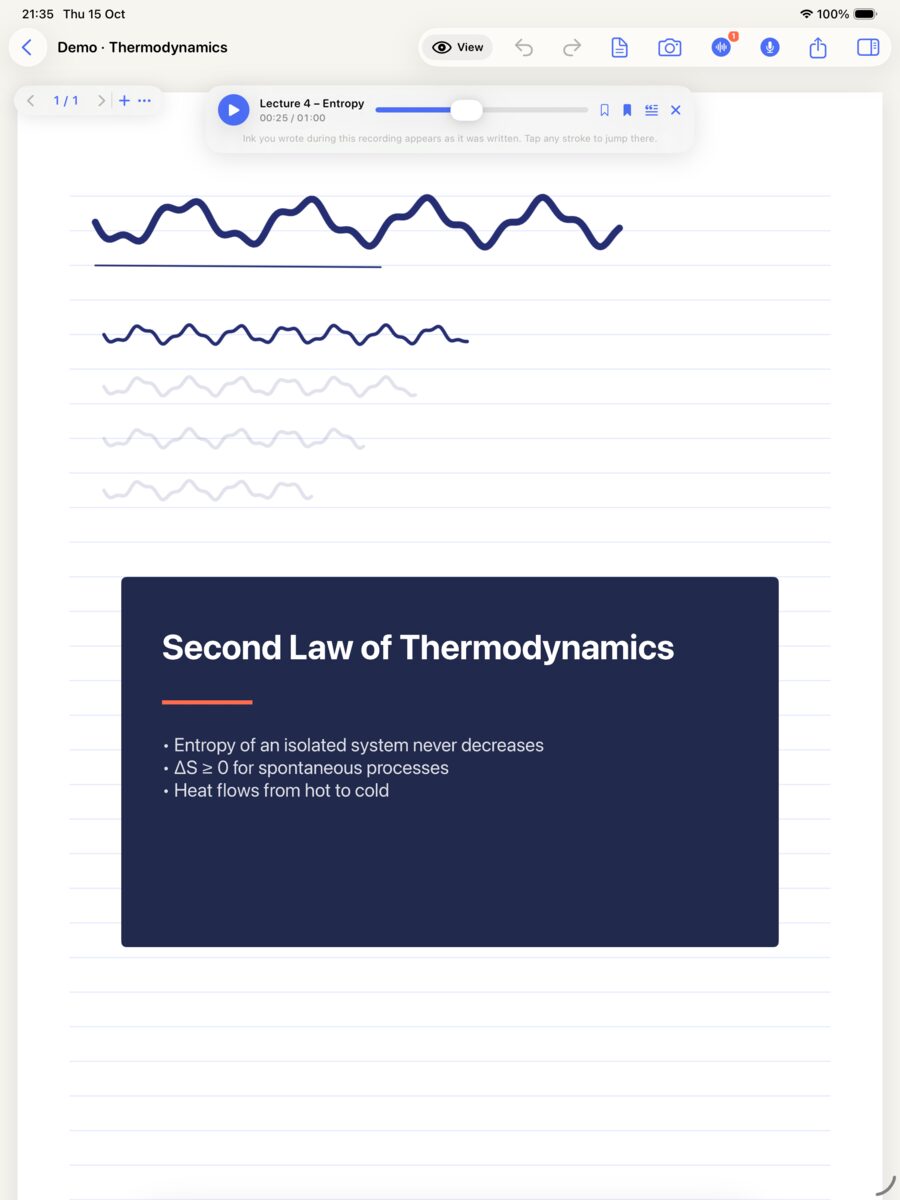 21:35 Thu 15 Oct
100%
Demo · Thermodynamics
View
1
1 / 1
Lecture 4 – Entropy
00:25 / 01:00
Ink you wrote during this recording appears as it was written. Tap any stroke to jump there.
Second Law of Thermodynamics
• Entropy of an isolated system never decreases
• ΔS ≥ 0 for spontaneous processes
• Heat flows from hot to cold